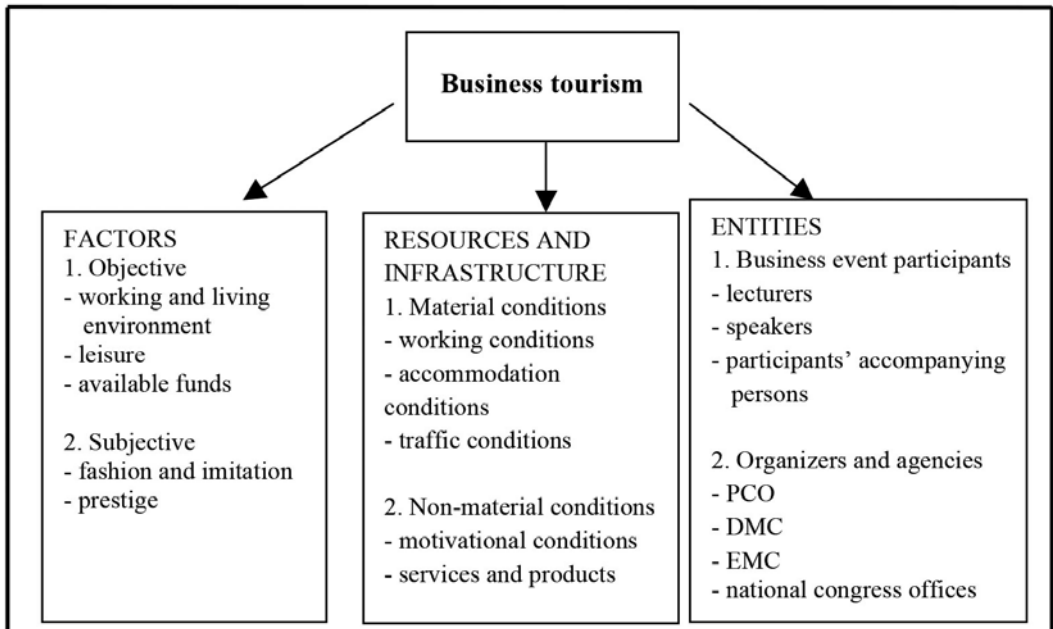 Business tourism
FACTORS
1. Objective
- working and living
environment
- leisure
- available funds
2. Subjective
- fashion and imitation
- prestige
RESOURCES AND
INFRASTRUCTURE
1. Material conditions
- working conditions
- accommodation
conditions
- traffic conditions
2. Non-material conditions
- motivational conditions
- services and products
ENTITIES
1. Business event participants
- lecturers
- speakers
- participants’ accompanying
persons
2. Organizers and agencies
- PCO
- DMC
- EMC
- national congress offices